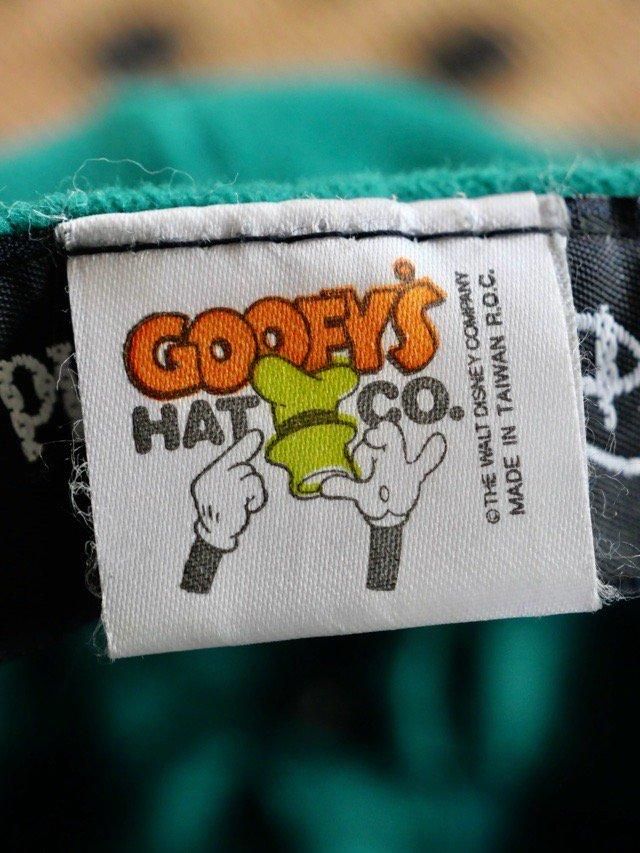 GOOFY'S
HAT CO.
© THE WALT DISNEY COMPANY
MADE IN TAIWAN R.O.C.